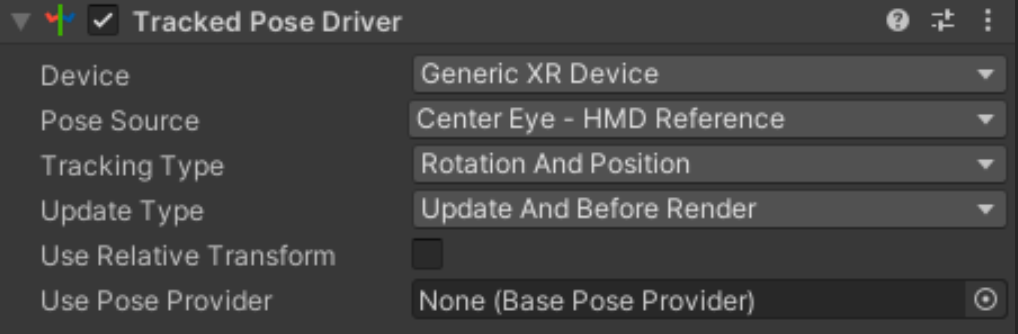 Tracked Pose Driver
Device Generic XR Device
Pose Source Center Eye - HMD Reference
Tracking Type Rotation And Position
Update Type Update And Before Render
Use Relative Transform
Use Pose Provider None (Base Pose Provider)